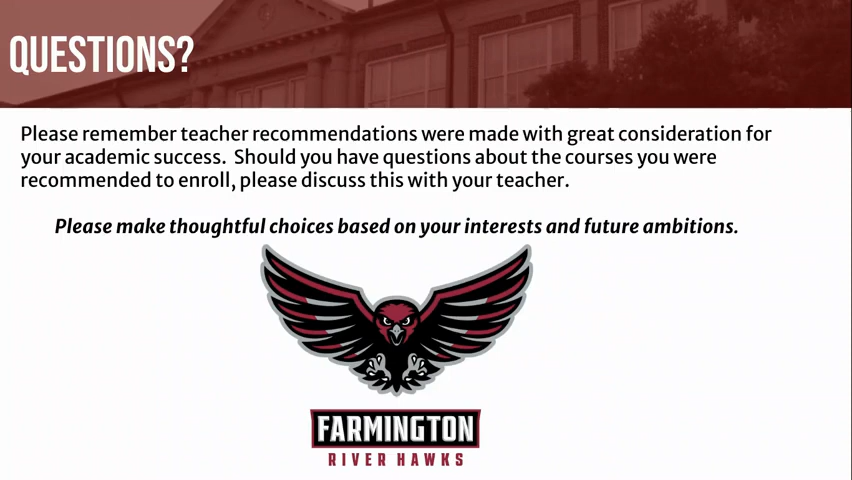 QUESTIONS?
Please remember teacher recommendations were made with great consideration for
your academic success.  Should you have questions about the courses you were
recommended to enroll, please discuss this with your teacher.
Please make thoughtful choices based on your interests and future ambitions.
FARMINGTON
RIVER HAWKS